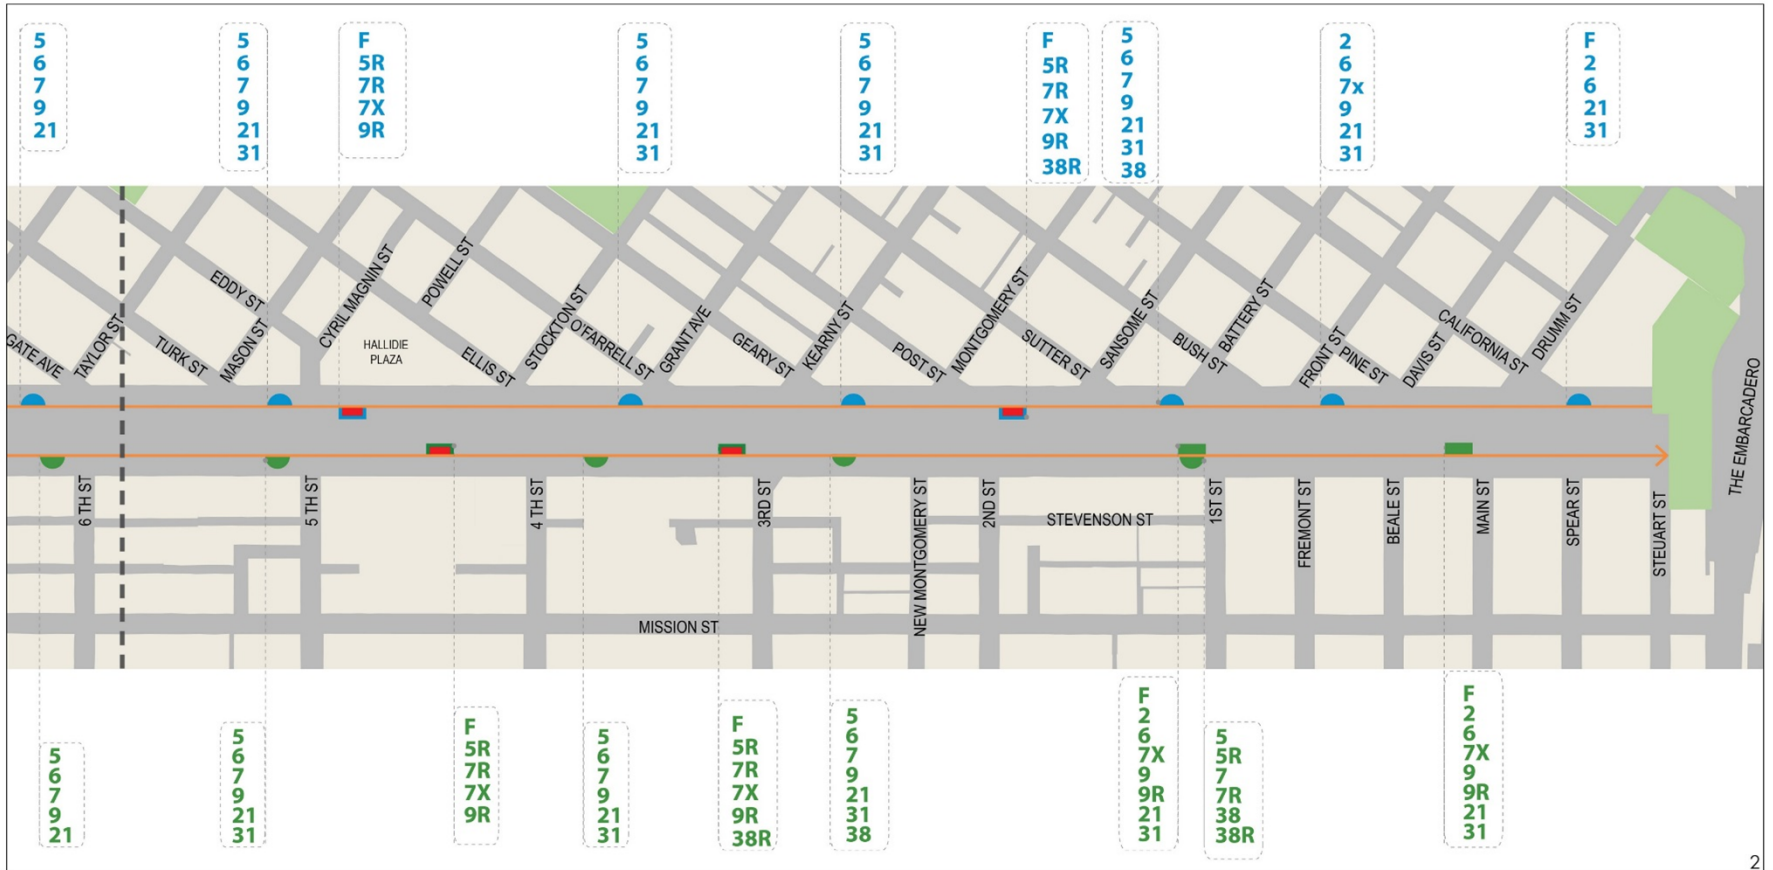 5
6
7
9
21
5
6
7
9
21
31
F
5R
7R
7X
9R
5
6
7
9
21
31
5
6
7
9
21
31
F
5R
7R
7X
9R
38R
5
6
7
9
21
31
38
2
6
7x
9
21
31
F
2
6
21
31
GATE AVE
TAYLOR ST
TURK ST
EDDY ST
MASON ST
CYRIL MAGNIN ST
HALLIDIE
PLAZA
POWELL ST
ELLIS ST
STOCKTON ST
O'FARRELL ST
GRANT AVE
GEARY ST
KEARNY ST
POST ST
MONTGOMERY ST
SUTTER ST
SANSOME ST
BUSH ST
BATTERY ST
FRONT ST
PINE ST
DAVIS ST
CALIFORNIA ST
DRUMM ST
THE EMBARCADERO
6 TH ST
5 TH ST
4 TH ST
3RD ST
NEW MONTGOMERY ST
2ND ST
STEVENSON ST
1ST ST
FREMONT ST
BEALE ST
MAIN ST
SPEAR ST
STEUART ST
MISSION ST
5
6
7
9
21
5
6
7
9
21
31
F
5R
7R
7X
9R
5
6
7
9
21
31
F
5R
7R
7X
9R
38R
5
6
7
9
21
31
38
F
2
6
7X
9
9R
21
31
5
5R
7
7R
38
38R
F
2
6
7X
9
9R
21
31
2